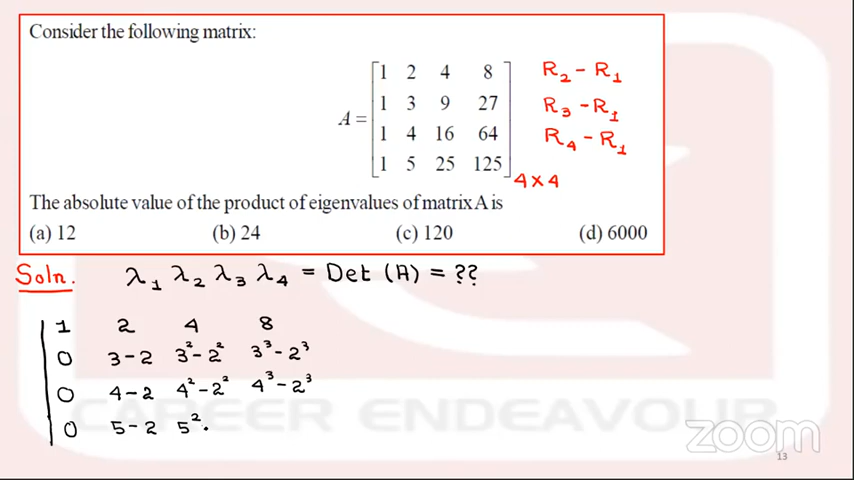 Consider the following matrix:
A = [1 2 4 8 R₂ - R₁
1 3 9 27 R₃ - R₁
1 4 16 64 R₄ - R₁
1 5 25 125] 4×4
The absolute value of the product of eigenvalues of matrix A is
(a) 12 (b) 24 (c) 120 (d) 6000
Soln. λ₁ λ₂ λ₃ λ₄ = Det (A) = ??
| 1 2 4 8
0 3-2 3²-2² 3³-2³
0 4-2 4²-2² 4³-2³
0 5-2 5².
CAREER ENDEAVOUR
zoom
13